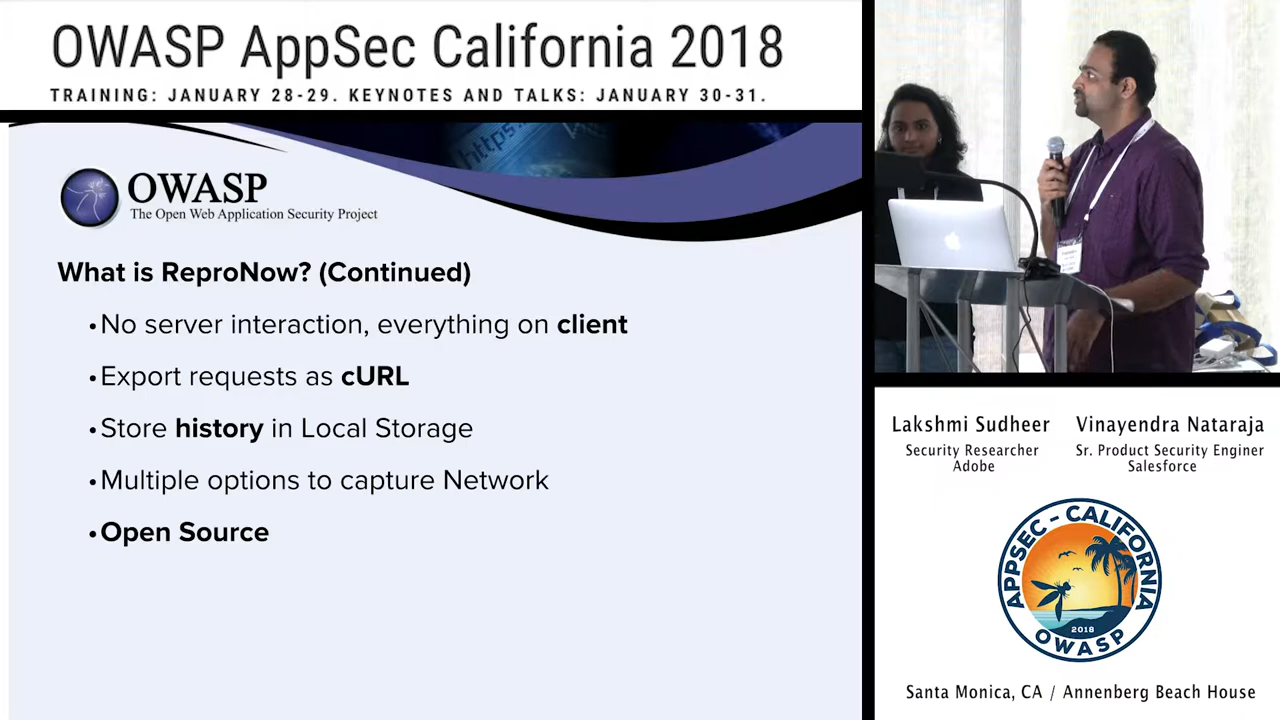 OWASP AppSec California 2018
TRAINING: JANUARY 28-29. KEYNOTES AND TALKS: JANUARY 30-31.
https:
OWASP
The Open Web Application Security Project
What is ReproNow? (Continued)
•No server interaction, everything on client
•Export requests as cURL
•Store history in Local Storage
•Multiple options to capture Network
•Open Source
Lakshmi Sudheer
Security Researcher
Adobe
Vinayendra Nataraja
Sr. Product Security Enginer
Salesforce
APPSEC - CALIFORNIA
2018
OWASP
Santa Monica, CA / Annenberg Beach House